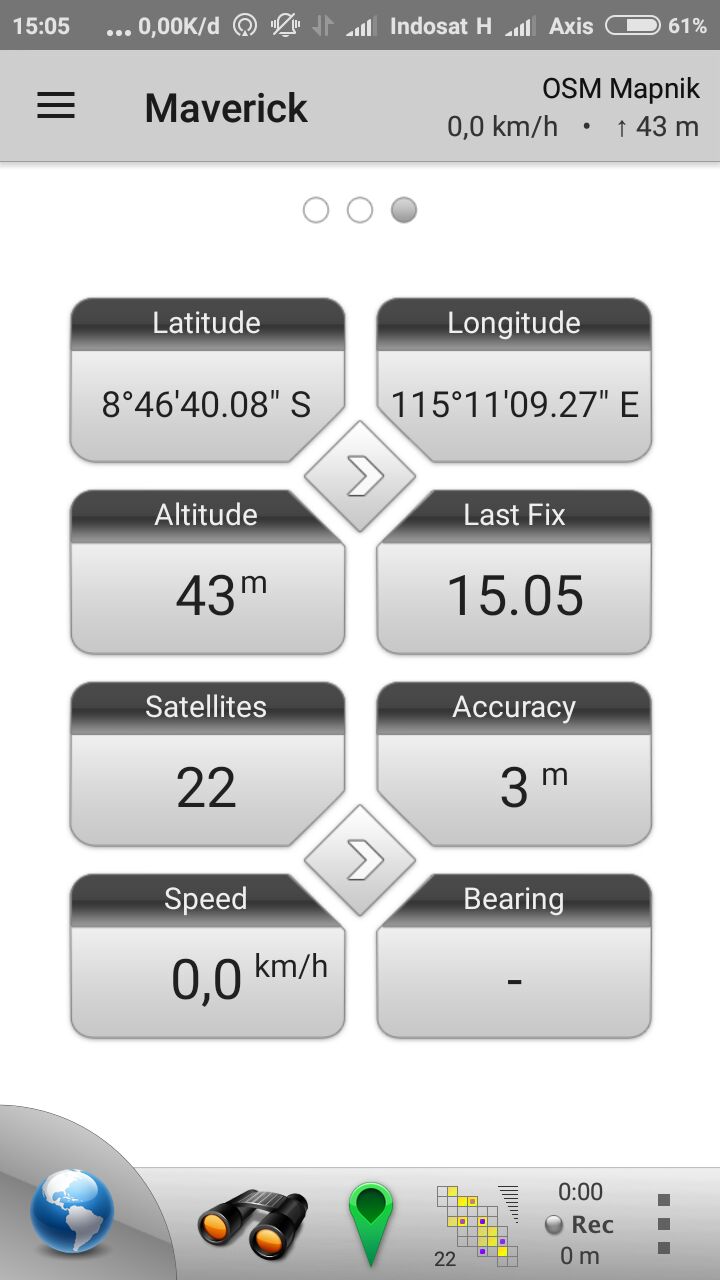 15:05 ... 0,00K/d Indosat H Axis 61%
Maverick
OSM Mapnik
0,0 km/h • ↑ 43 m
Latitude Longitude
8°46'40.08" S 115°11'09.27" E
Altitude Last Fix
43 m 15.05
Satellites Accuracy
22 3 m
Speed Bearing
0,0 km/h -
22
0:00
Rec
0 m